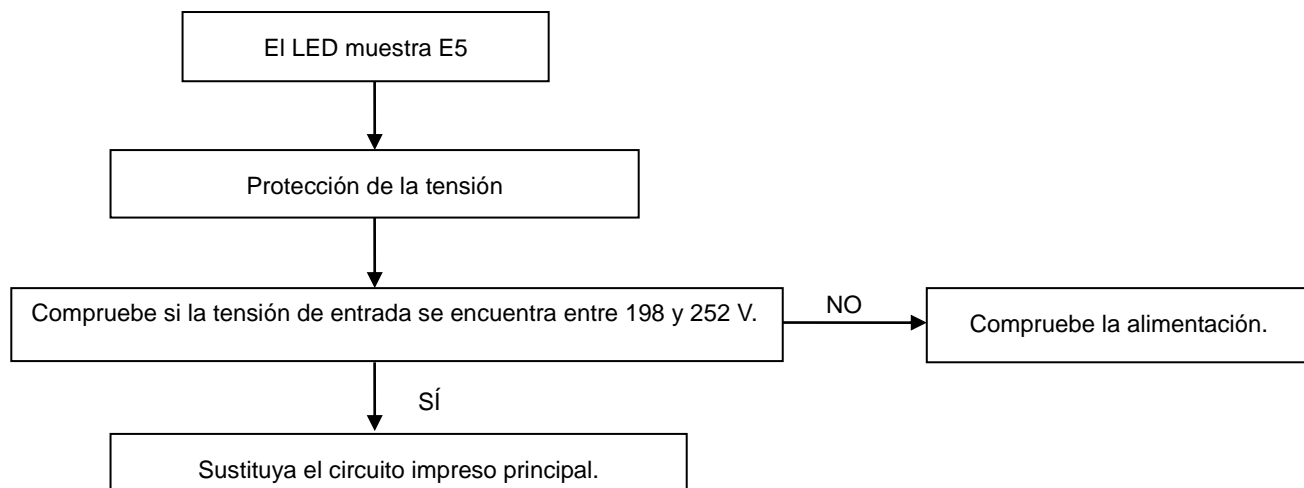 El LED muestra E5
Protección de la tensión
Compruebe si la tensión de entrada se encuentra entre 198 y 252 V.
NO
Compruebe la alimentación.
SÍ
Sustituya el circuito impreso principal.